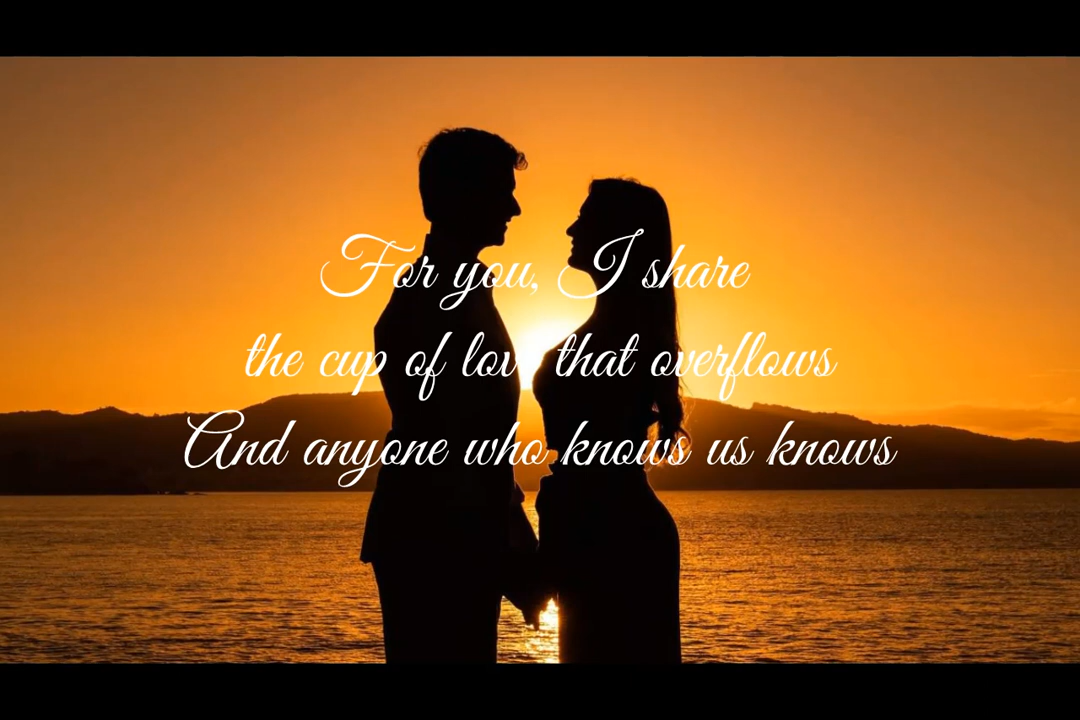 For you, I share
the cup of love that overflows
And anyone who knows us knows